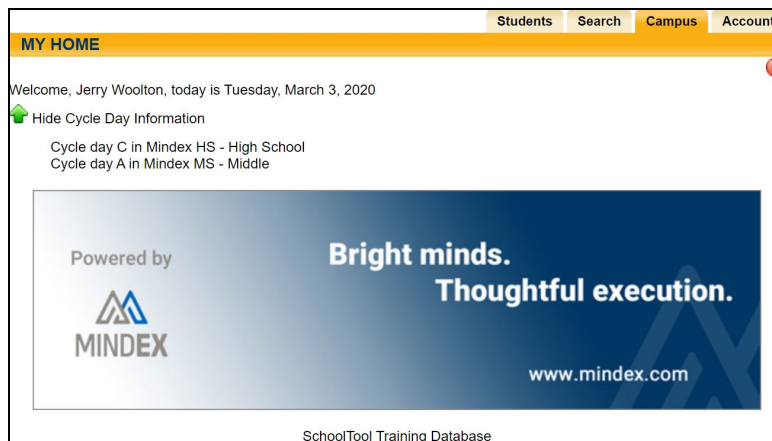 Students Search Campus Account
MY HOME
Welcome, Jerry Woolton, today is Tuesday, March 3, 2020
Hide Cycle Day Information
Cycle day C in Mindex HS - High School
Cycle day A in Mindex MS - Middle
Powered by
MINDEX
Bright minds.
Thoughtful execution.
www.mindex.com
SchoolTool Training Database